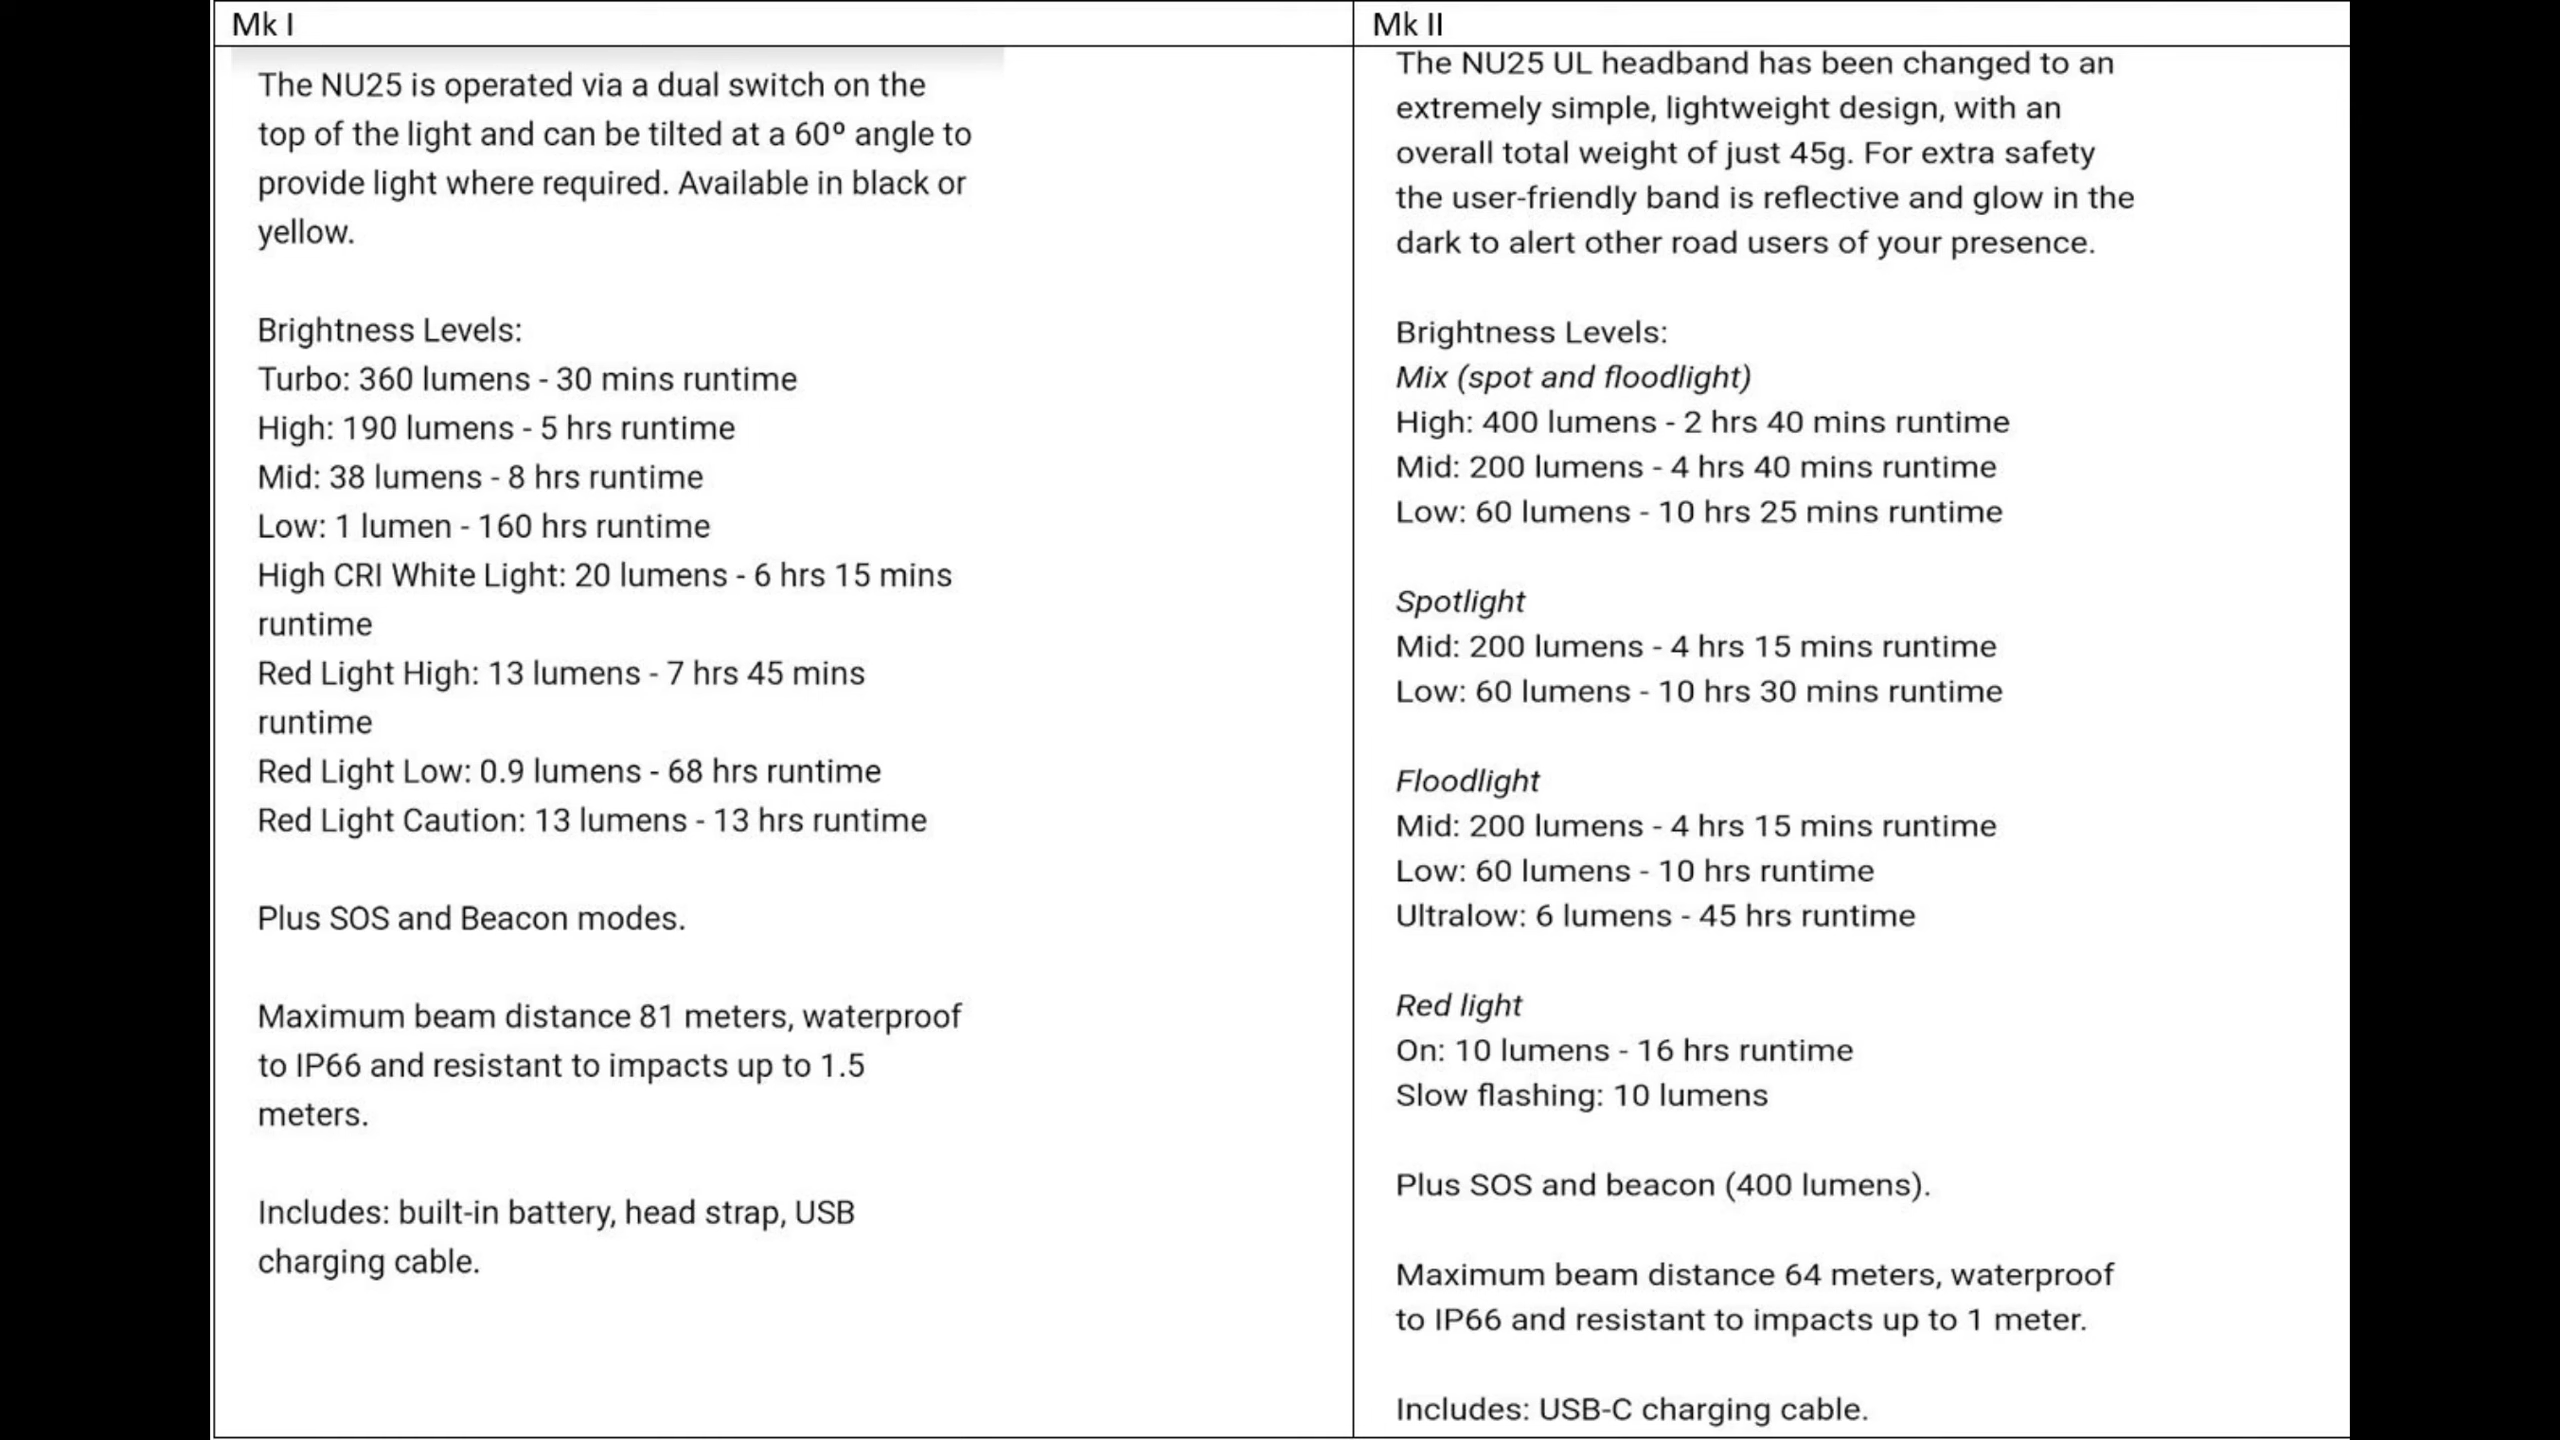 Mk I
The NU25 is operated via a dual switch on the
top of the light and can be tilted at a 60º angle to
provide light where required. Available in black or
yellow.
Brightness Levels:
Turbo: 360 lumens - 30 mins runtime
High: 190 lumens - 5 hrs runtime
Mid: 38 lumens - 8 hrs runtime
Low: 1 lumen - 160 hrs runtime
High CRI White Light: 20 lumens - 6 hrs 15 mins
runtime
Red Light High: 13 lumens - 7 hrs 45 mins
runtime
Red Light Low: 0.9 lumens - 68 hrs runtime
Red Light Caution: 13 lumens - 13 hrs runtime
Plus SOS and Beacon modes.
Maximum beam distance 81 meters, waterproof
to IP66 and resistant to impacts up to 1.5
meters.
Includes: built-in battery, head strap, USB
charging cable.
Mk II
The NU25 UL headband has been changed to an
extremely simple, lightweight design, with an
overall total weight of just 45g. For extra safety
the user-friendly band is reflective and glow in the
dark to alert other road users of your presence.
Brightness Levels:
Mix (spot and floodlight)
High: 400 lumens - 2 hrs 40 mins runtime
Mid: 200 lumens - 4 hrs 40 mins runtime
Low: 60 lumens - 10 hrs 25 mins runtime
Spotlight
Mid: 200 lumens - 4 hrs 15 mins runtime
Low: 60 lumens - 10 hrs 30 mins runtime
Floodlight
Mid: 200 lumens - 4 hrs 15 mins runtime
Low: 60 lumens - 10 hrs runtime
Ultralow: 6 lumens - 45 hrs runtime
Red light
On: 10 lumens - 16 hrs runtime
Slow flashing: 10 lumens
Plus SOS and beacon (400 lumens).
Maximum beam distance 64 meters, waterproof
to IP66 and resistant to impacts up to 1 meter.
Includes: USB-C charging cable.